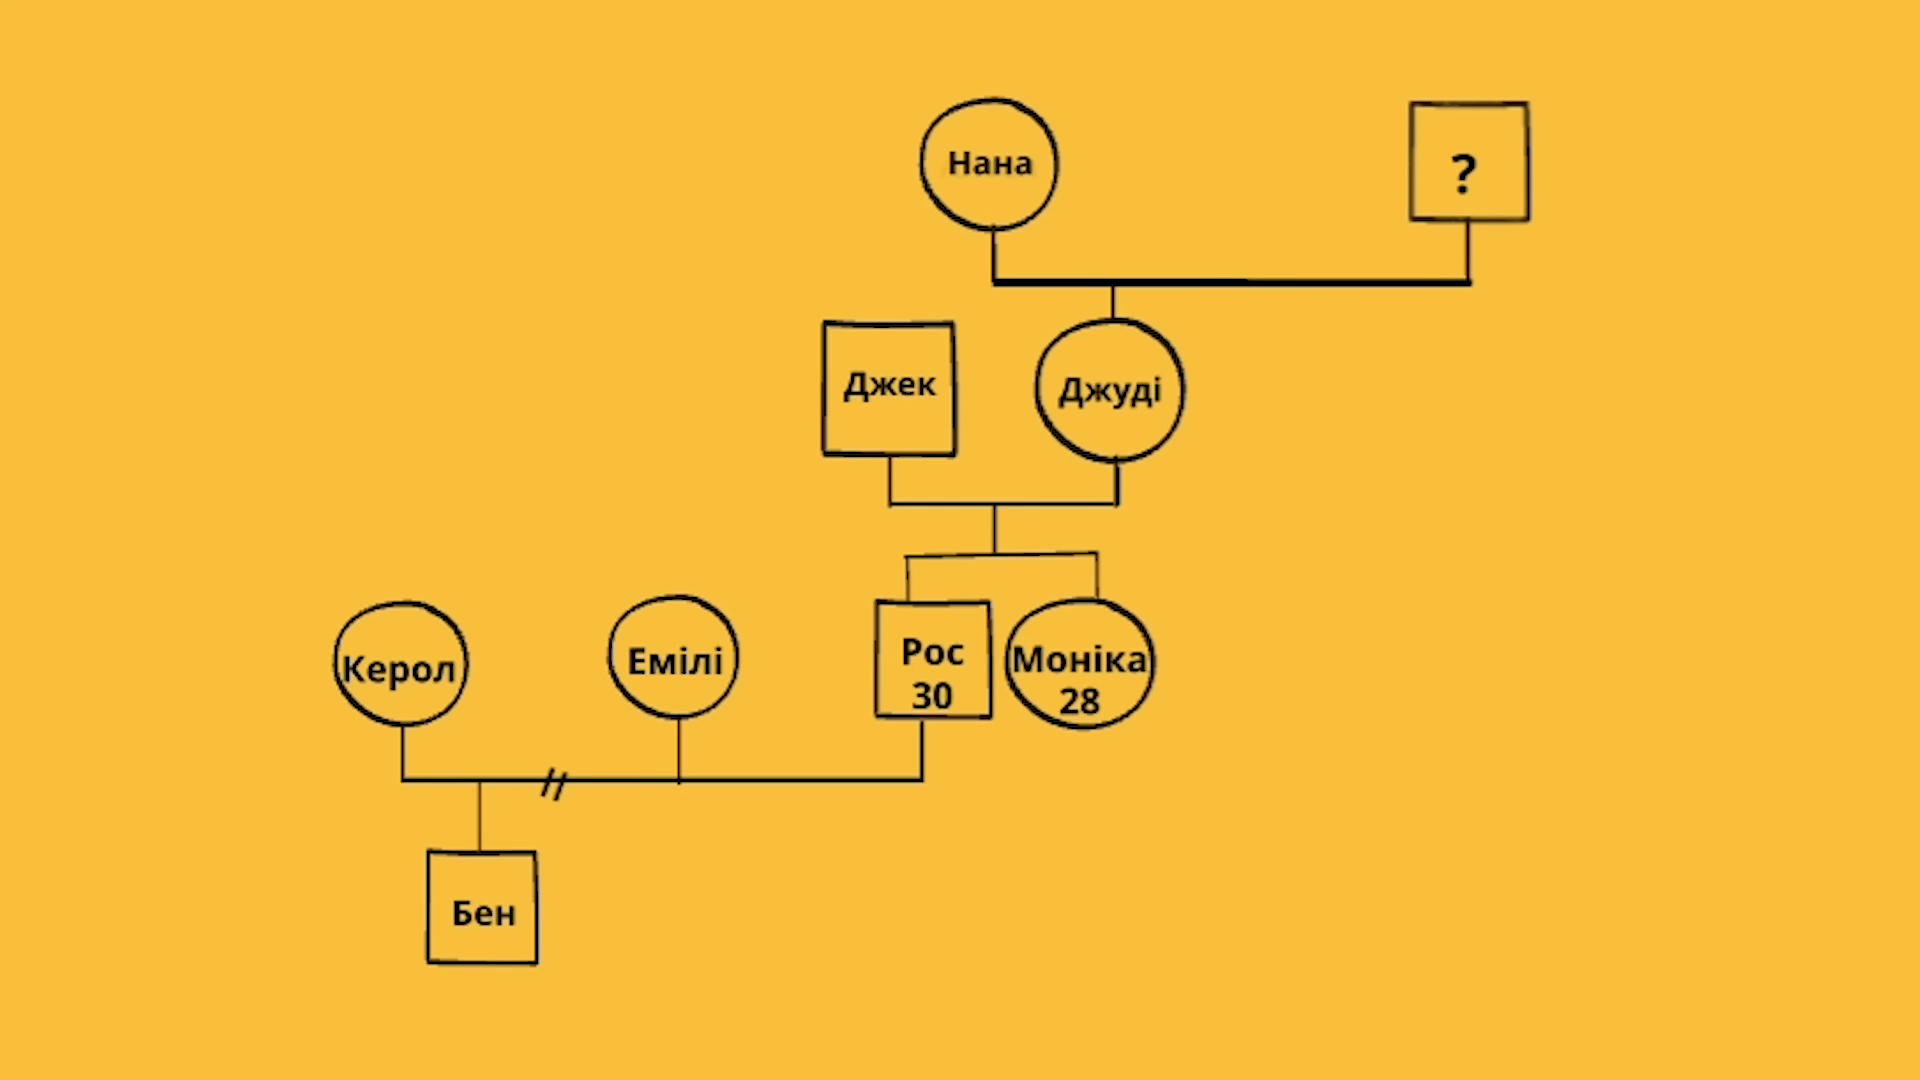 Нана
?
Джек
Джуді
Керол
Емілі
Рос
30
Моніка
28
Бен